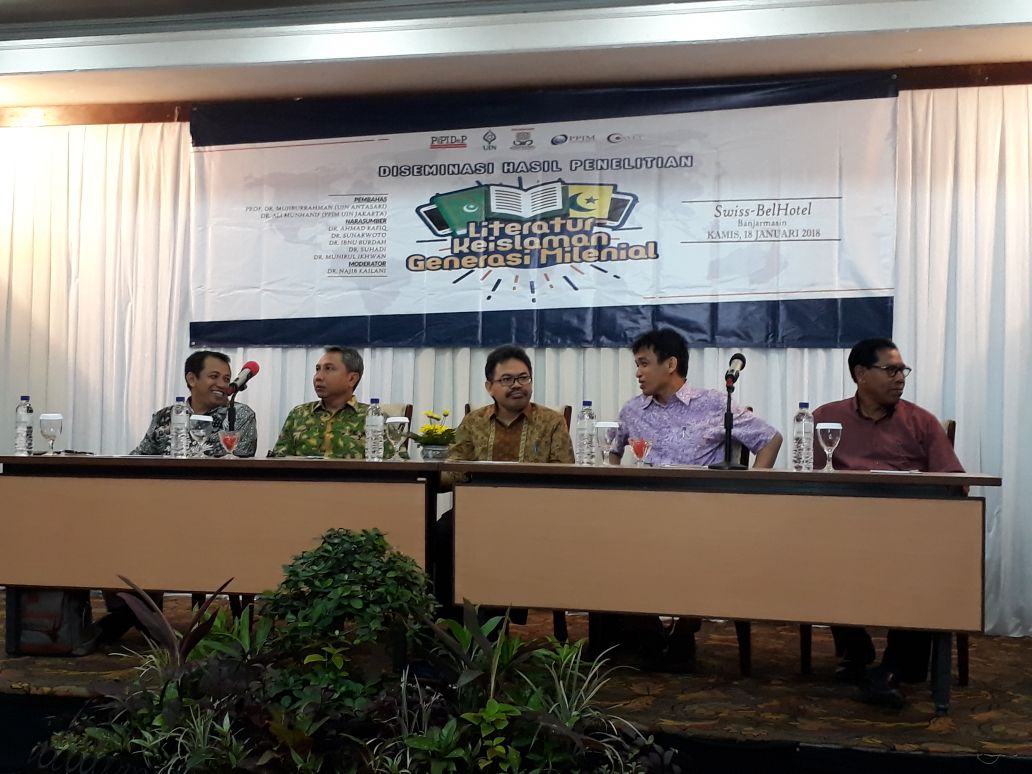 PPIM
UIN
DISEMINASI HASIL PENELITIAN
PEMBAHAS
PROF. DR. MUJIBURRAHMAN (UIN ANTASARI)
DR. ALI MUNHANIF (PPIM UIN JAKARTA)
NARASUMBER
DR. AHMAD RAFIQ
DR. SUNARWOTO
DR. IBNU BURDAH
DR. SUHADI
DR. MUNIRUL IKHWAN
MODERATOR
DR. NAJIB KAILANI
Literatur
Keislaman
Generasi Milenial
Swiss-BelHotel
Banjarmasin
KAMIS, 18 JANUARI 2018